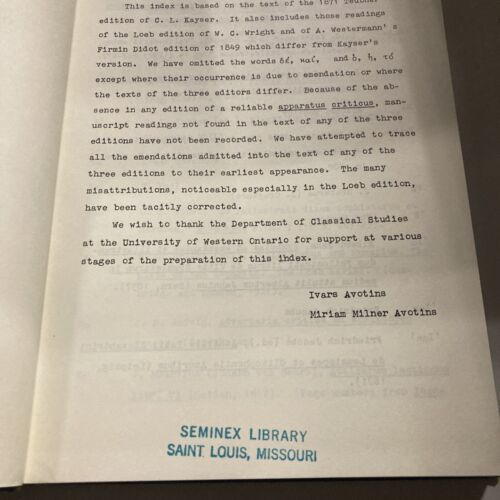 This index is based on the text of the 1871 Teubner
edition of C. L. Kayser. It also includes those readings
of the Loeb edition of W. C. Wright and of A. Westermann's
Firmin Didot edition of 1849 which differ from Kayser's
version. We have omitted the words δέ, καί, and ὁ, ἡ, τό
except where their occurrence is due to emendation or where
the texts of the three editors differ. Because of the ab-
sence in any edition of a reliable apparatus criticus, man-
uscript readings not found in the text of any of the three
editions have not been recorded. We have attempted to trace
all the emendations admitted into the text of any of the
three editions to their earliest appearance. The many
misattributions, noticeable especially in the Loeb edition,
have been tacitly corrected.
We wish to thank the Department of Classical Studies
at the University of Western Ontario for support at various
stages of the preparation of this index.
Ivars Avotins
Miriam Milner Avotins
SEMINEX LIBRARY
SAINT LOUIS, MISSOURI